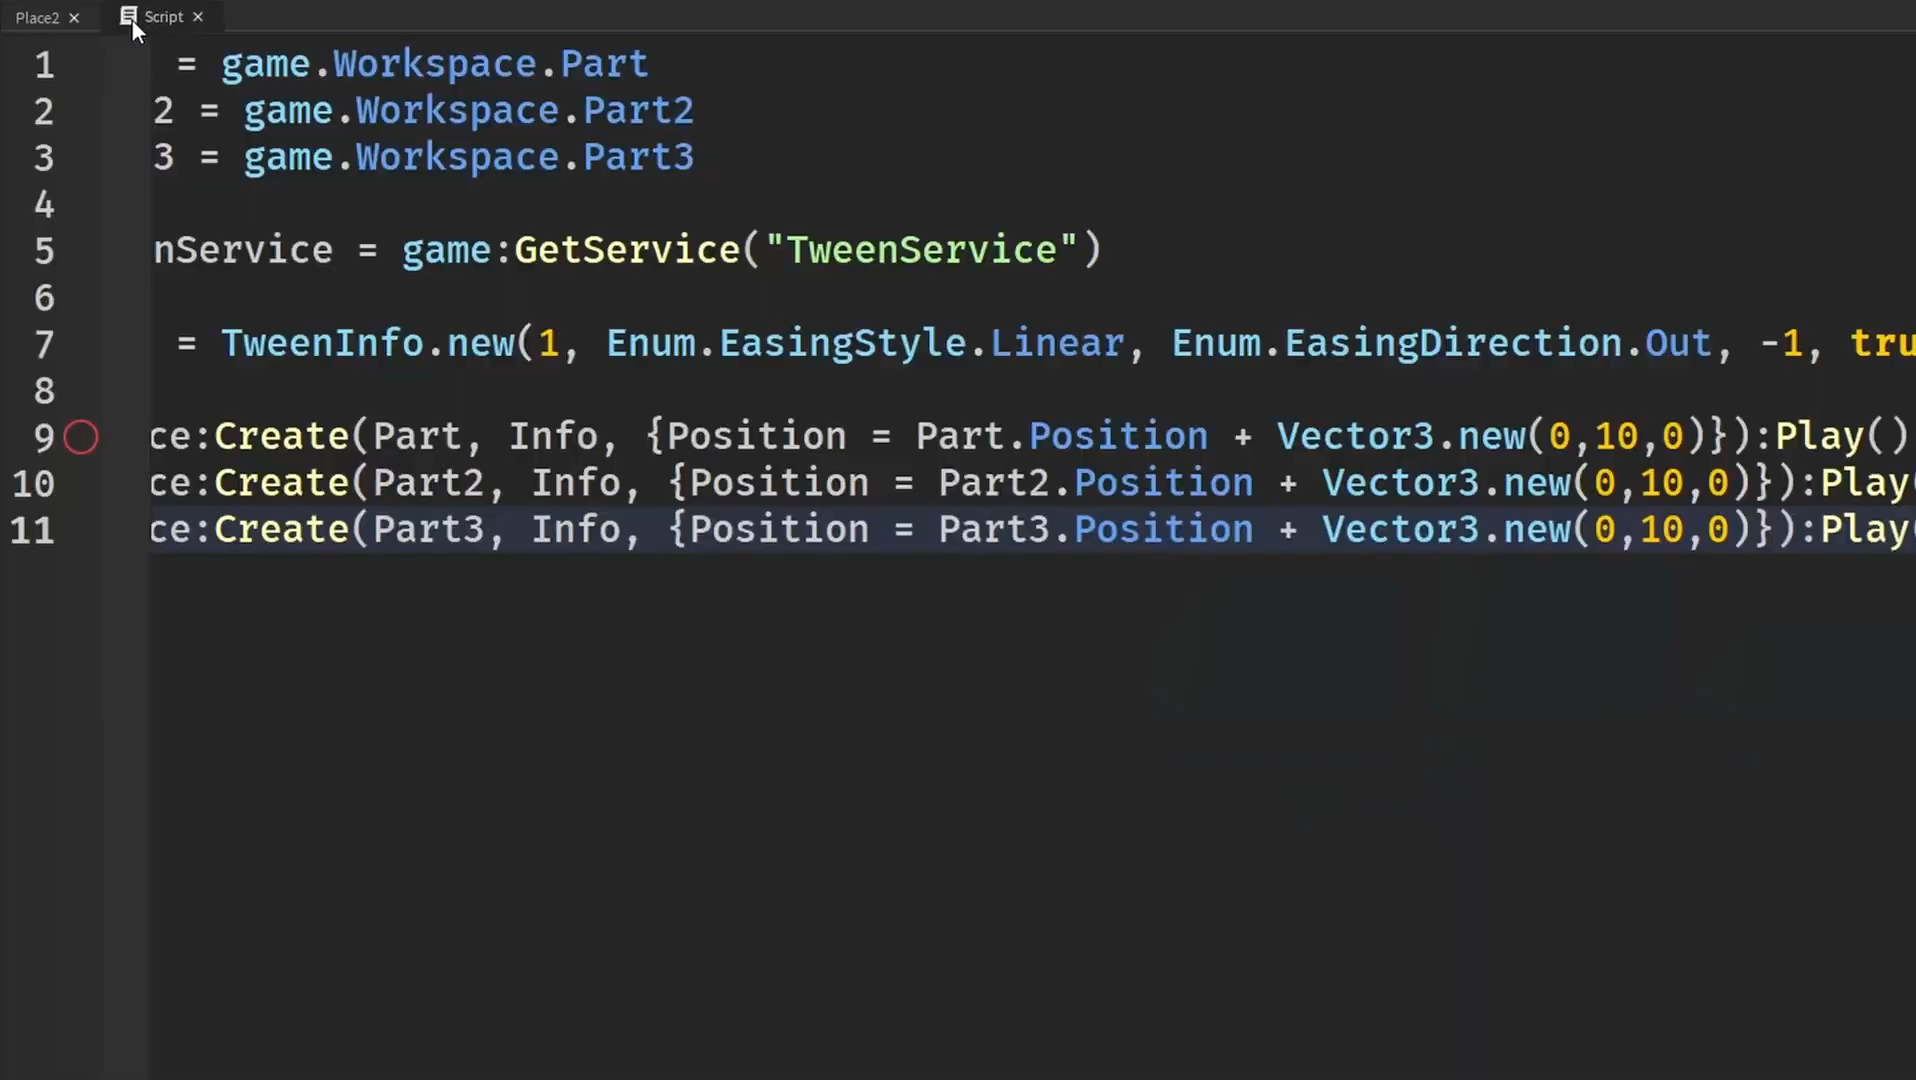 Place2 × Script ×
1 = game.Workspace.Part
2 2 = game.Workspace.Part2
3 3 = game.Workspace.Part3
4
5 nService = game:GetService("TweenService")
6
7 = TweenInfo.new(1, Enum.EasingStyle.Linear, Enum.EasingDirection.Out, -1, tru
8
9 ce:Create(Part, Info, {Position = Part.Position + Vector3.new(0,10,0)}):Play()
10 ce:Create(Part2, Info, {Position = Part2.Position + Vector3.new(0,10,0)}):Play(
11 ce:Create(Part3, Info, {Position = Part3.Position + Vector3.new(0,10,0)}):Play(